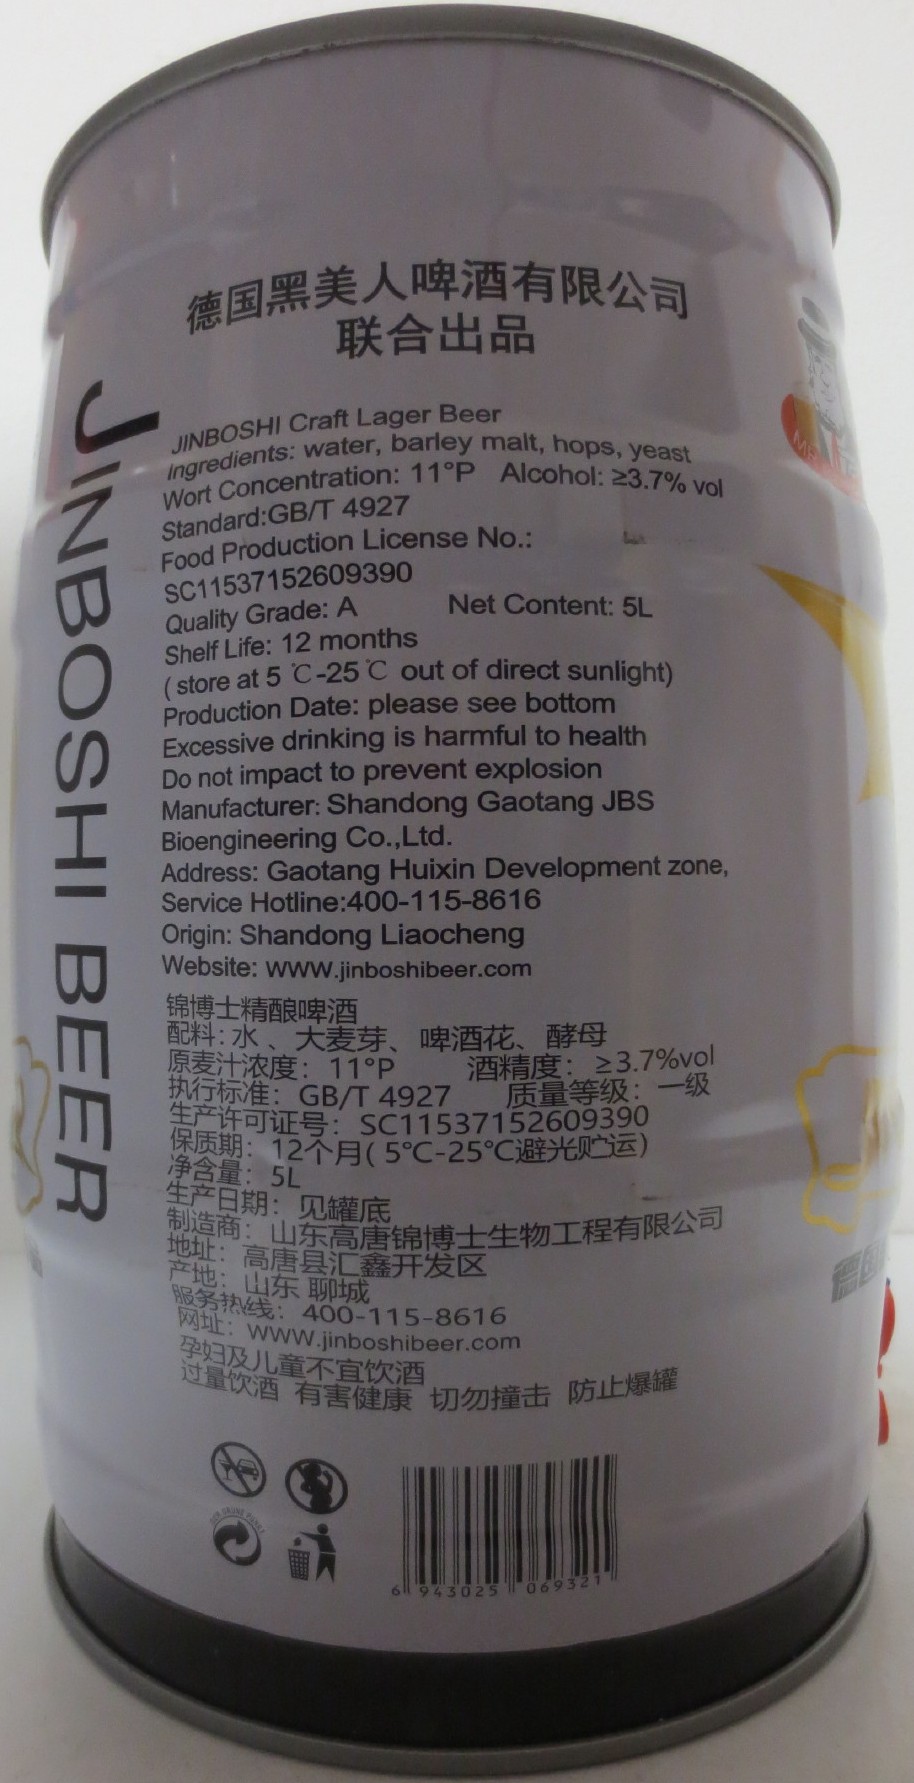 德国黑美人啤酒有限公司
联合出品
JINBOSHI BEER
JINBOSHI Craft Lager Beer
Ingredients: water, barley malt, hops, yeast
Wort Concentration: 11°P Alcohol: ≥3.7% vol
Standard:GB/T 4927
Food Production License No.:
SC11537152609390
Quality Grade: A Net Content: 5L
Shelf Life: 12 months
( store at 5 ℃-25℃ out of direct sunlight)
Production Date: please see bottom
Excessive drinking is harmful to health
Do not impact to prevent explosion
Manufacturer: Shandong Gaotang JBS
Bioengineering Co.,Ltd.
Address: Gaotang Huixin Development zone,
Service Hotline:400-115-8616
Origin: Shandong Liaocheng
Website: www.jinboshibeer.com
锦博士精酿啤酒
配料: 水、大麦芽、啤酒花、酵母
原麦汁浓度: 11°P 酒精度: ≥3.7%vol
执行标准: GB/T 4927 质量等级: 一级
生产许可证号: SC11537152609390
保质期: 12个月( 5℃-25℃避光贮运)
净含量: 5L
生产日期: 见罐底
制造商: 山东高唐锦博士生物工程有限公司
地址: 高唐县汇鑫开发区
产地: 山东 聊城
服务热线: 400-115-8616
网址: www.jinboshibeer.com
孕妇及儿童不宜饮酒
过量饮酒 有害健康 切勿撞击 防止爆罐
DER GRÜNE PUNKT
6 943025 069321
德国